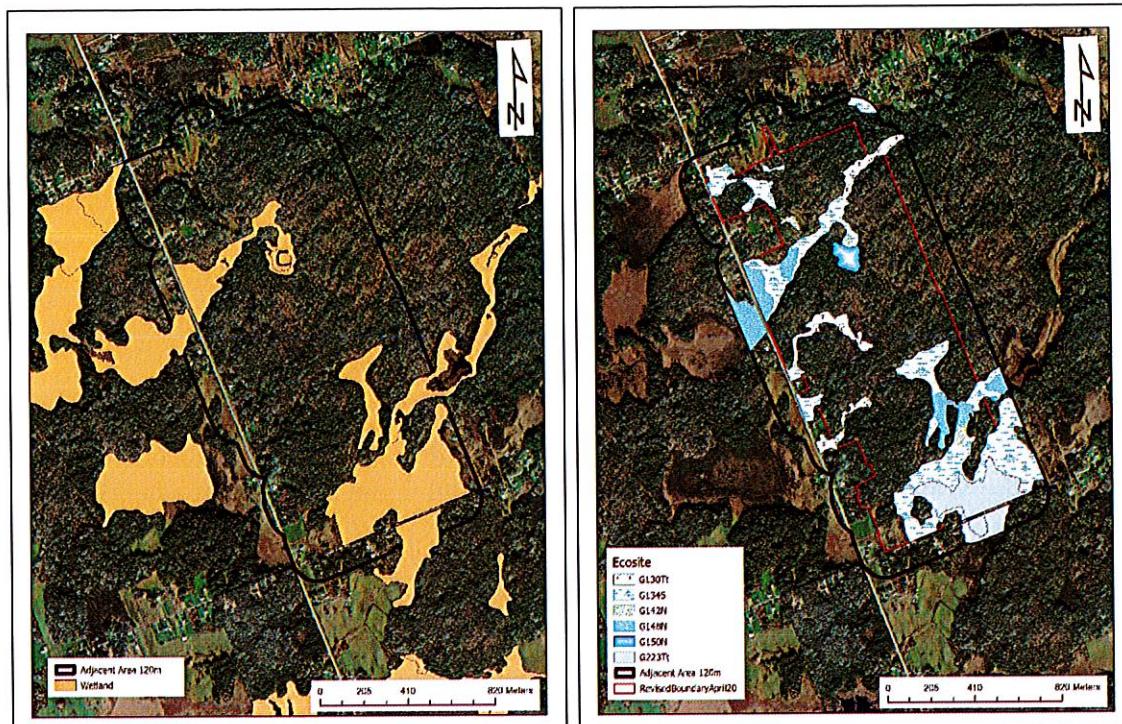 Z
Adjacent Area 120m
Wetland
0 205 410 820 Meters
Z
Ecosite
G130Tt
G134S
G142N
G148N
G150N
G223Tt
Adjacent Area 120m
RevisedBoundaryApril20
0 205 410 820 Meters